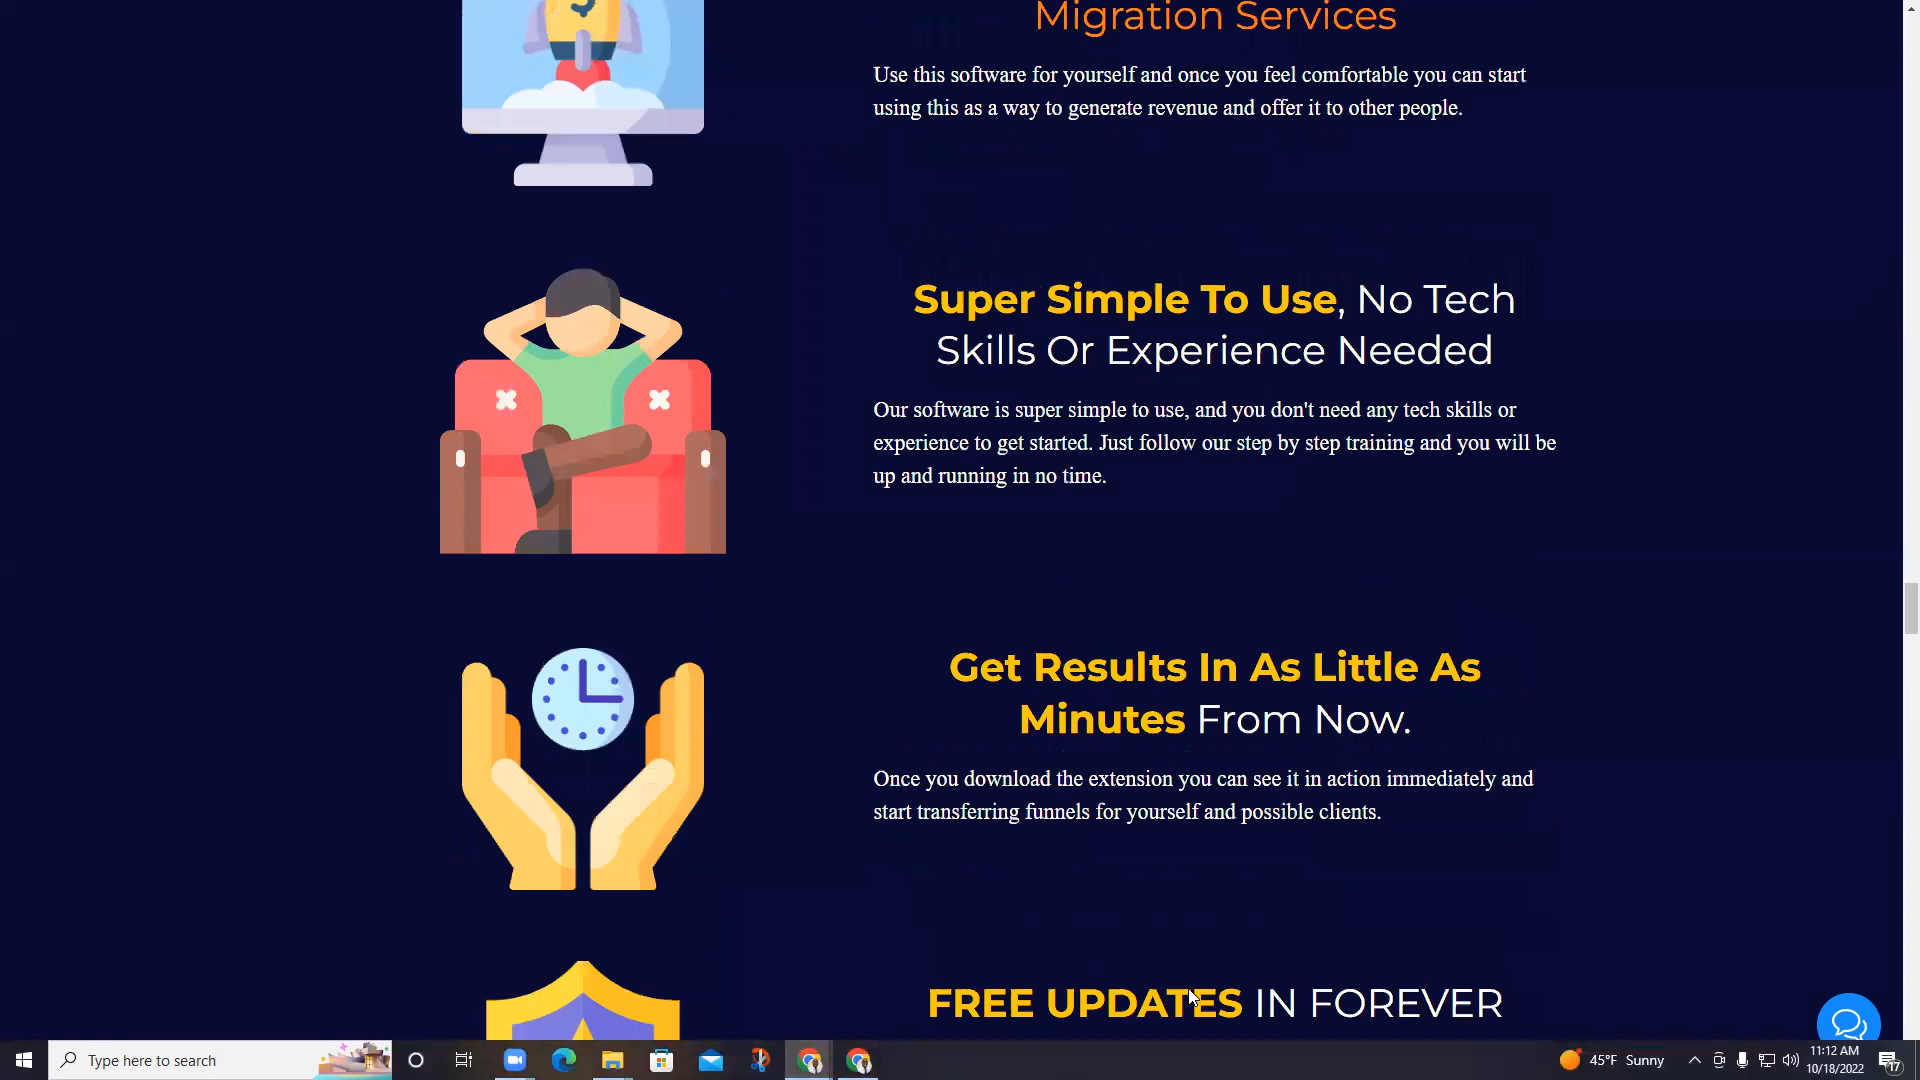 Migration Services
Use this software for yourself and once you feel comfortable you can start
using this as a way to generate revenue and offer it to other people.
Super Simple To Use, No Tech
Skills Or Experience Needed
Our software is super simple to use, and you don't need any tech skills or
experience to get started. Just follow our step by step training and you will be
up and running in no time.
Get Results In As Little As
Minutes From Now.
Once you download the extension you can see it in action immediately and
start transferring funnels for yourself and possible clients.
FREE UPDATES IN FOREVER
Type here to search
45°F Sunny
11:12 AM
10/18/2022
17